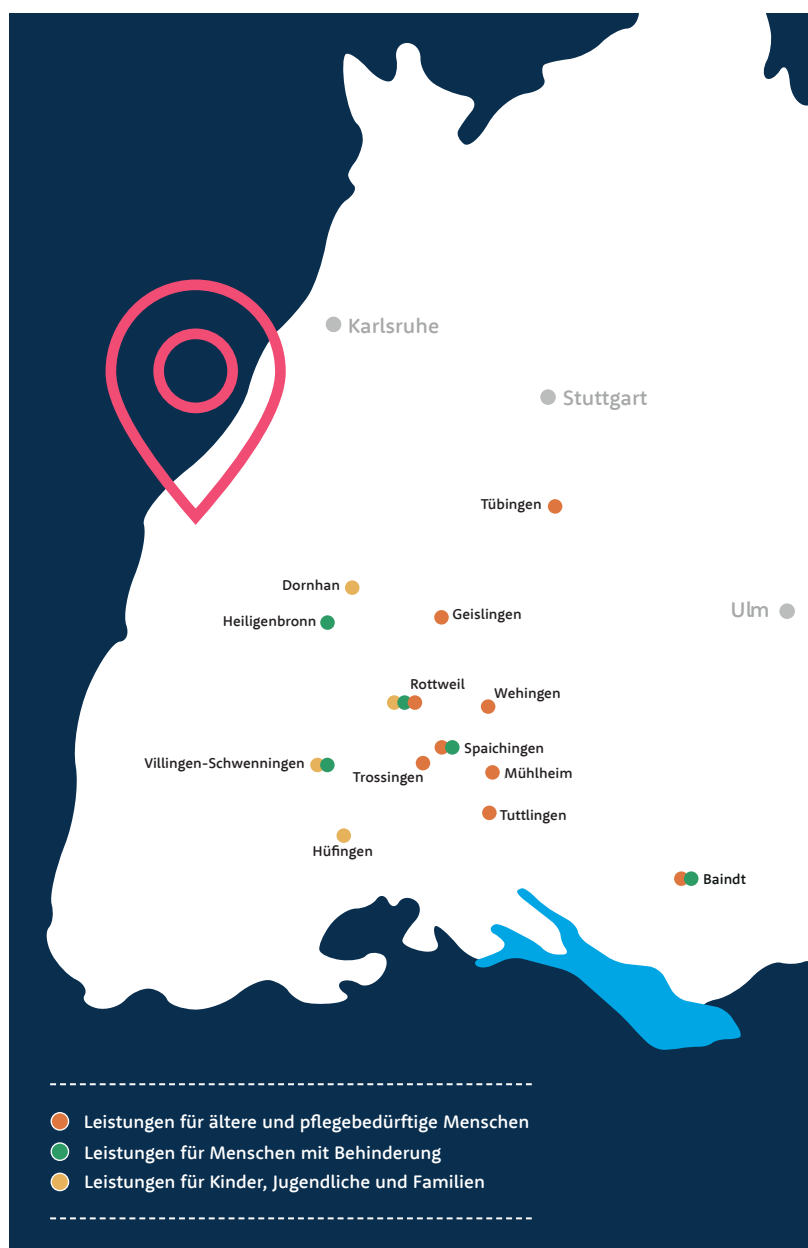 Karlsruhe
Stuttgart
Tübingen
Dornhan
Geislingen
Ulm
Heiligenbronn
Rottweil
Wehingen
Spaichingen
Villingen-Schwenningen
Trossingen
Mühlheim
Tuttlingen
Hüfingen
Baindt
Leistungen für ältere und pflegebedürftige Menschen
Leistungen für Menschen mit Behinderung
Leistungen für Kinder, Jugendliche und Familien